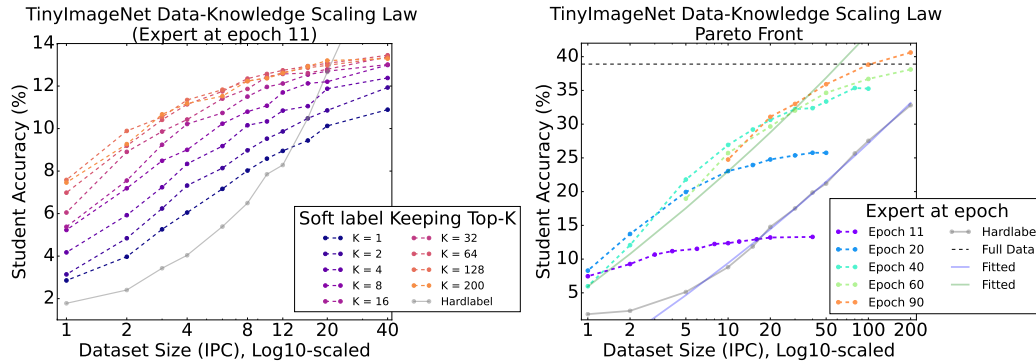 TinyImageNet Data-Knowledge Scaling Law
(Expert at epoch 11)
14
12
10
8
6
4
2
Student Accuracy (%)
1
2
4
8
12
20
40
Dataset Size (IPC), Log10-scaled
Soft label Keeping Top-K
K = 1
K = 2
K = 4
K = 8
K = 16
K = 32
K = 64
K = 128
K = 200
Hardlabel
TinyImageNet Data-Knowledge Scaling Law
Pareto Front
40
35
30
25
20
15
10
5
Student Accuracy (%)
1
2
5
10
20
50
100
200
Dataset Size (IPC), Log10-scaled
Expert at epoch
Epoch 11
Epoch 20
Epoch 40
Epoch 60
Epoch 90
Hardlabel
Full Data
Fitted
Fitted